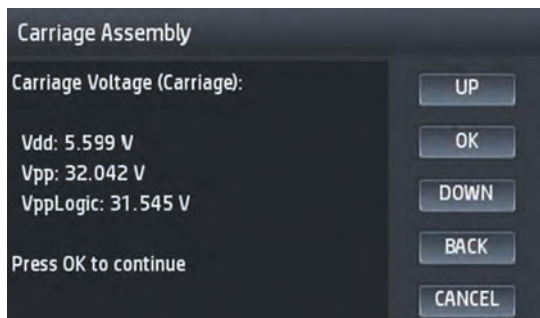 Carriage Assembly
Carriage Voltage (Carriage):
Vdd: 5.599 V
Vpp: 32.042 V
VppLogic: 31.545 V
Press OK to continue
UP
OK
DOWN
BACK
CANCEL